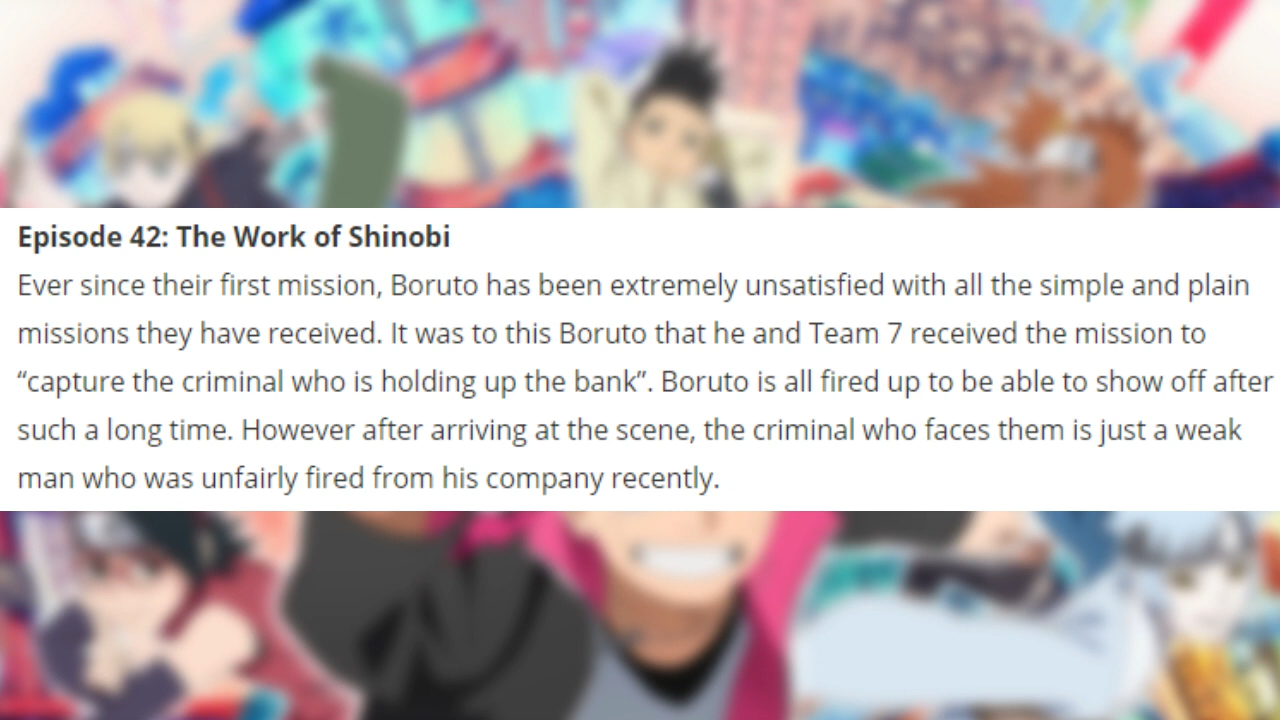 Episode 42: The Work of Shinobi
Ever since their first mission, Boruto has been extremely unsatisfied with all the simple and plain
missions they have received. It was to this Boruto that he and Team 7 received the mission to
“capture the criminal who is holding up the bank”. Boruto is all fired up to be able to show off after
such a long time. However after arriving at the scene, the criminal who faces them is just a weak
man who was unfairly fired from his company recently.